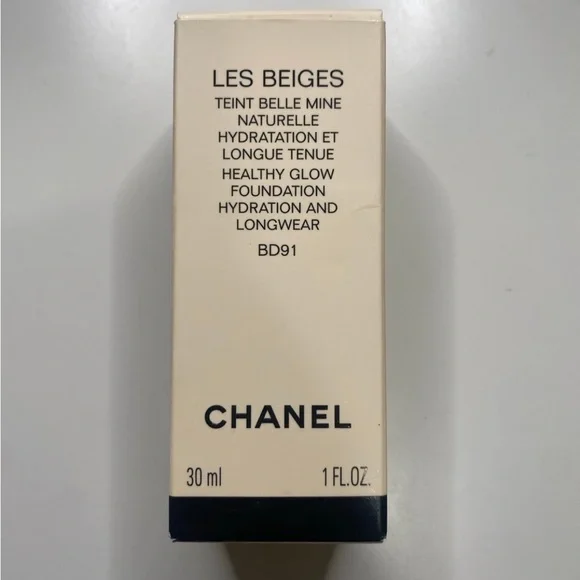 LES BEIGES
TEINT BELLE MINE
NATURELLE
HYDRATATION ET
LONGUE TENUE
HEALTHY GLOW
FOUNDATION
HYDRATION AND
LONGWEAR
BD91
CHANEL
30 ml 1 FL.OZ.